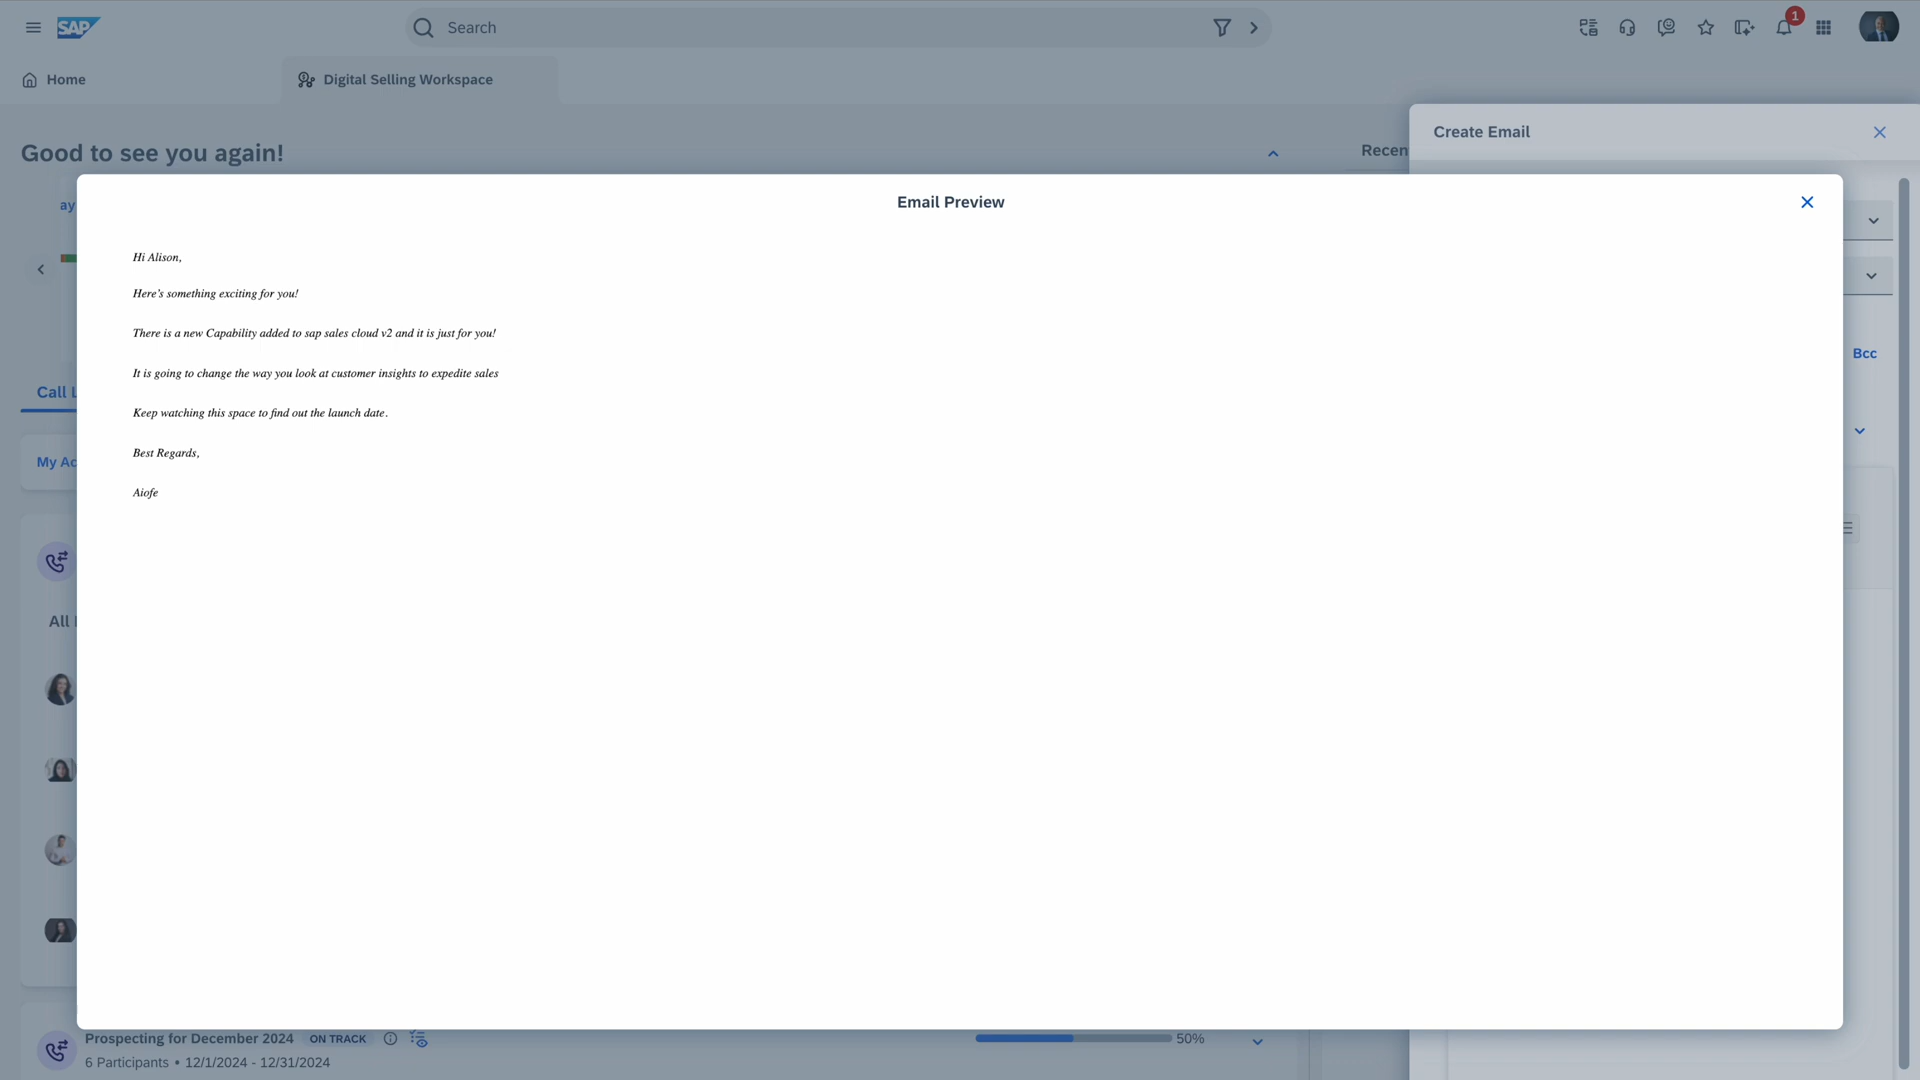 SAP
Search
1
Home
Digital Selling Workspace
Good to see you again!
Recen
Create Email
Email Preview
ay
Hi Alison,
Here's something exciting for you!
There is a new Capability added to sap sales cloud v2 and it is just for you!
It is going to change the way you look at customer insights to expedite sales
Keep watching this space to find out the launch date.
Best Regards,
Aiofe
Bcc
Call
My Ac
All
Prospecting for December 2024 ON TRACK
50%
6 Participants • 12/1/2024 - 12/31/2024